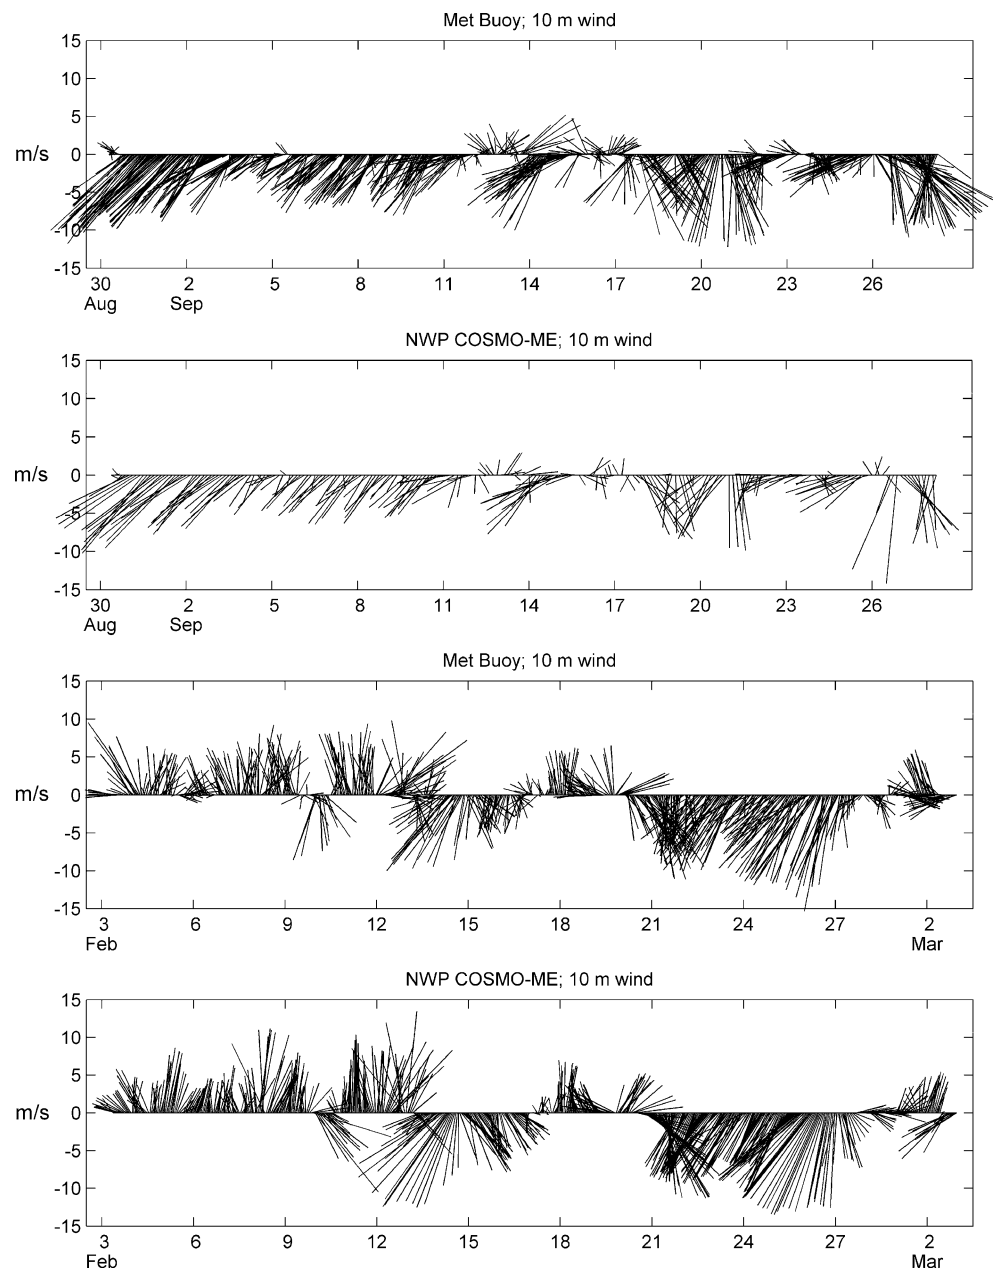 Met Buoy; 10 m wind
15
10
5
m/s 0
-5
-10
-15
30 2 5 8 11 14 17 20 23 26
Aug Sep
NWP COSMO-ME; 10 m wind
15
10
5
m/s 0
-5
-10
-15
30 2 5 8 11 14 17 20 23 26
Aug Sep
Met Buoy; 10 m wind
15
10
5
m/s 0
-5
-10
-15
3 6 9 12 15 18 21 24 27 2
Feb Mar
NWP COSMO-ME; 10 m wind
15
10
5
m/s 0
-5
-10
-15
3 6 9 12 15 18 21 24 27 2
Feb Mar